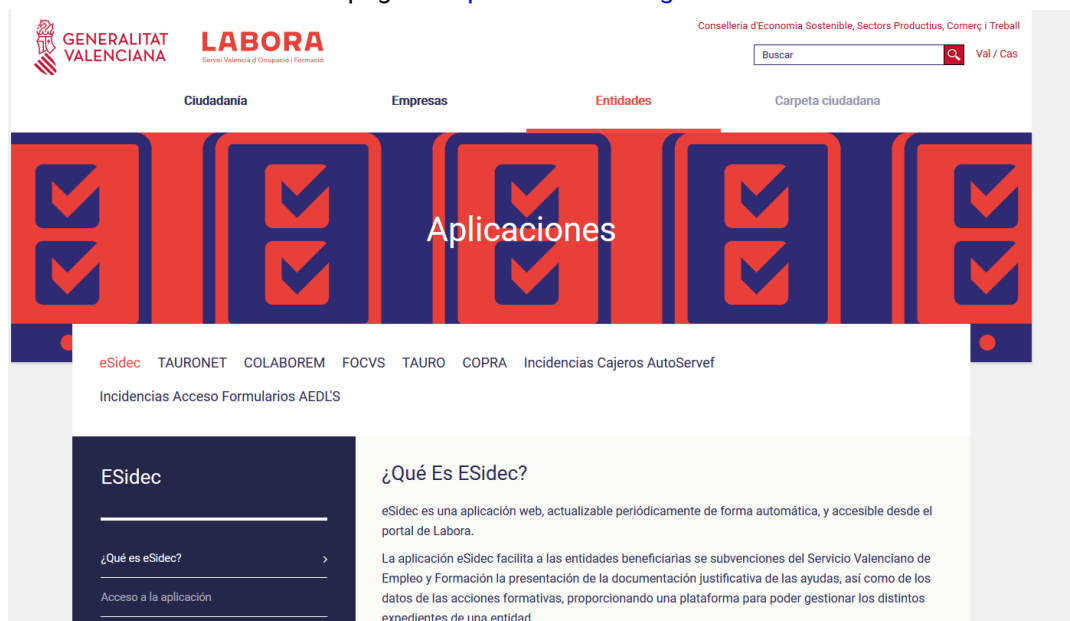 Conselleria d'Economia Sostenible, Sectors Productius, Comerç i Treball
GENERALITAT
VALENCIANA
LABORA
Servei Valencià d'Ocupació i Formació
Buscar
Val / Cas
Ciudadanía Empresas Entidades Carpeta ciudadana
Aplicaciones
eSidec TAURONET COLABOREM FOCVS TAURO COPRA Incidencias Cajeros AutoServef
Incidencias Acceso Formularios AEDL'S
ESidec
¿Qué es eSidec?
Acceso a la aplicación
¿Qué Es ESidec?
eSidec es una aplicación web, actualizable periódicamente de forma automática, y accesible desde el
portal de Labora.
La aplicación eSidec facilita a las entidades beneficiarias se subvenciones del Servicio Valenciano de
Empleo y Formación la presentación de la documentación justificativa de las ayudas, así como de los
datos de las acciones formativas, proporcionando una plataforma para poder gestionar los distintos
expedientes de una entidad.